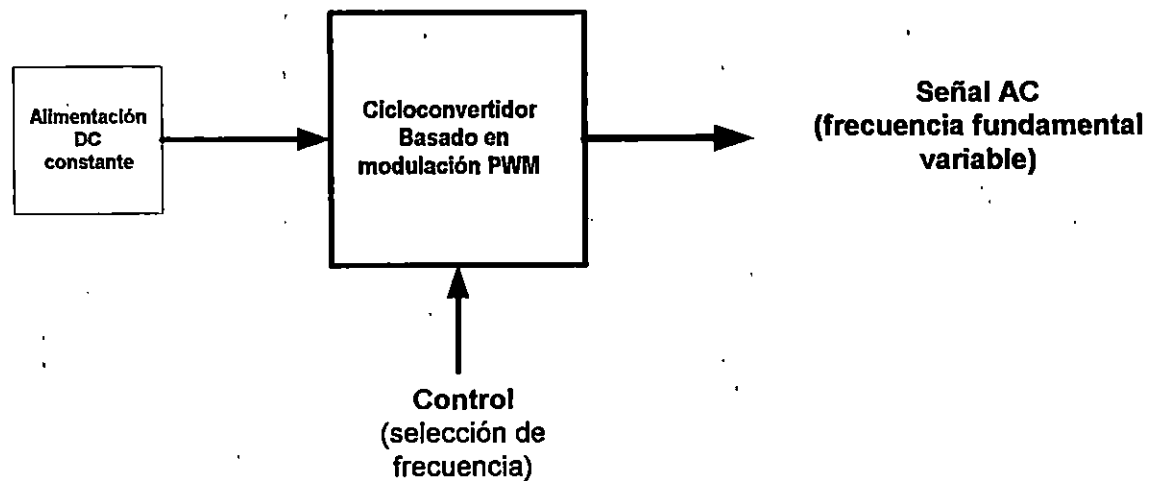 Alimentación
DC
constante
Cicloconvertidor
Basado en
modulación PWM
Señal AC
(frecuencia fundamental
variable)
Control
(selección de
frecuencia)